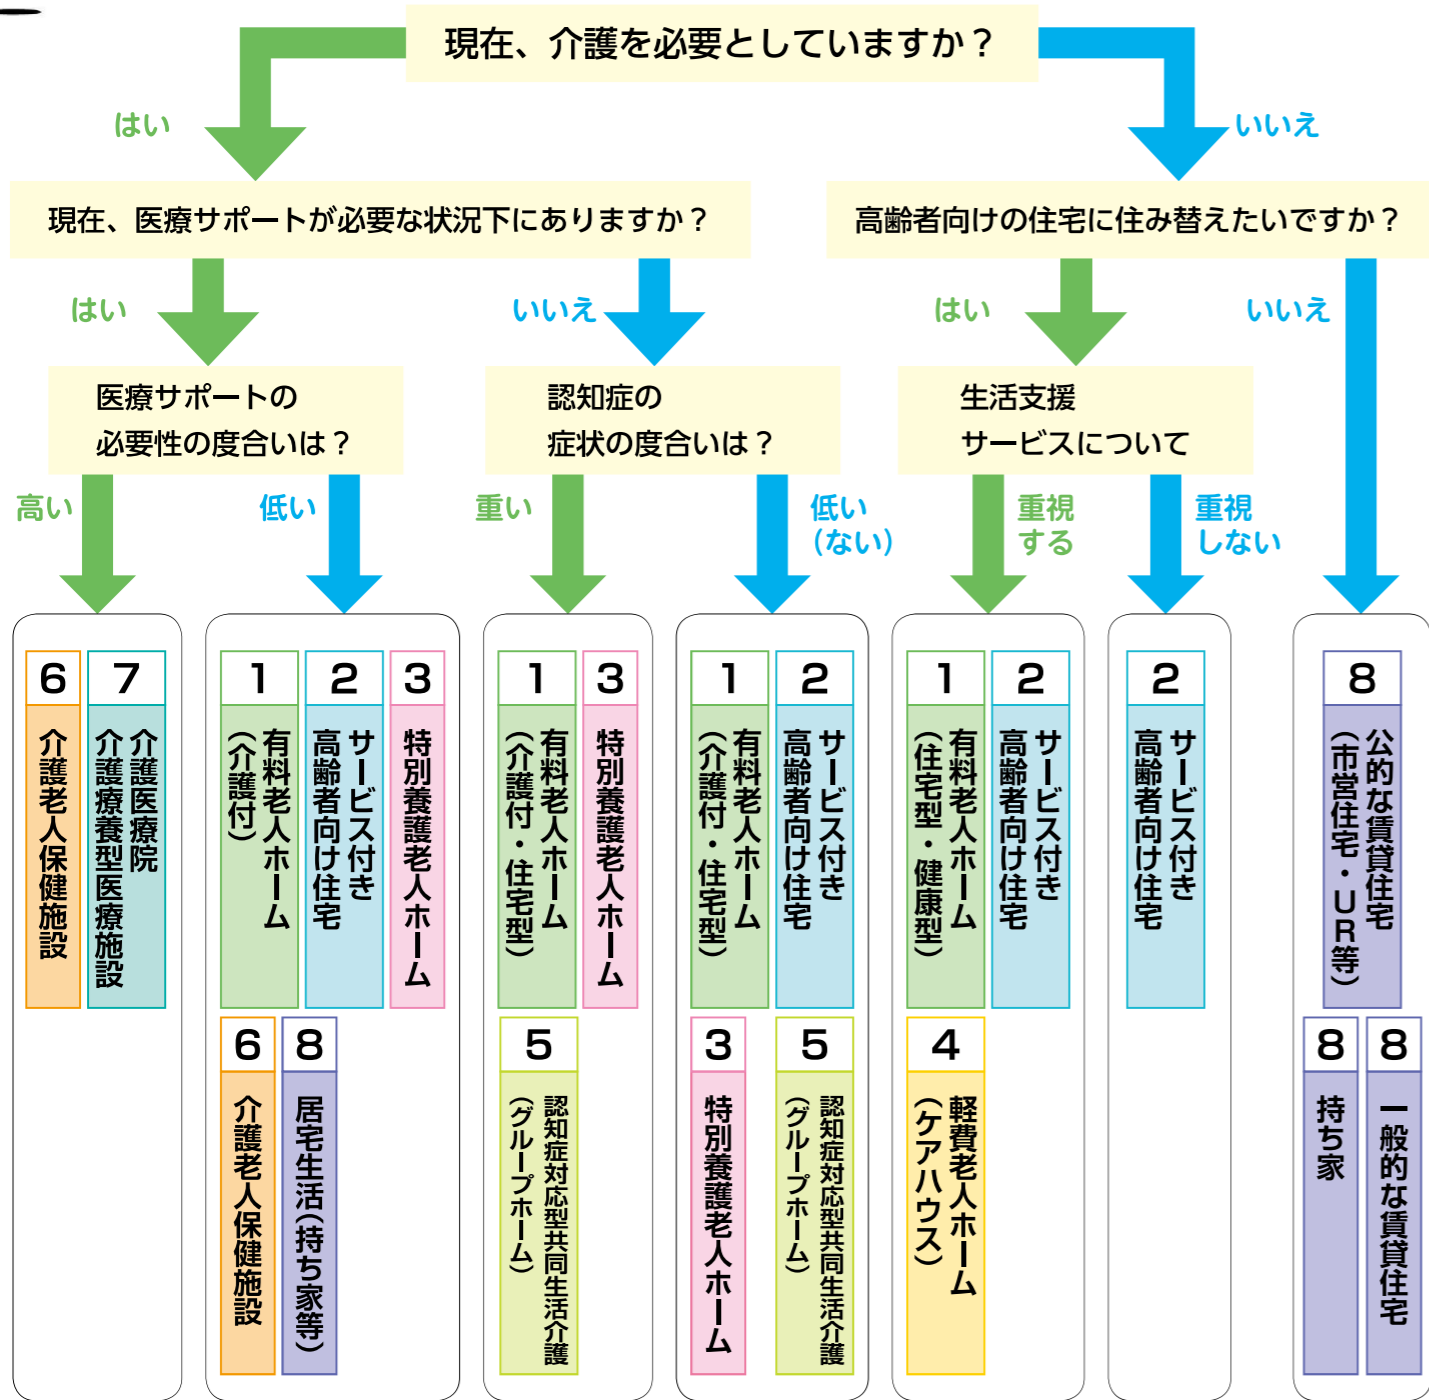 現在、介護を必要としていますか？
はい
いいえ
現在、医療サポートが必要な状況下にありますか？
高齢者向けの住宅に住み替えたいですか？
はい
いいえ
はい
いいえ
医療サポートの
必要性の度合いは？
認知症の
症状の度合いは？
生活支援
サービスについて
高い
低い
重い
低い
（ない）
重視
する
重視
しない
6
介護老人保健施設
7
介護医療院
介護療養型医療施設
1
有料老人ホーム
（介護付）
2
サービス付き
高齢者向け住宅
3
特別養護老人ホーム
6
介護老人保健施設
8
居宅生活（持ち家等）
1
有料老人ホーム
（介護付・住宅型）
3
特別養護老人ホーム
5
認知症対応型共同生活介護
（グループホーム）
1
有料老人ホーム
（介護付・住宅型）
2
サービス付き
高齢者向け住宅
3
特別養護老人ホーム
5
認知症対応型共同生活介護
（グループホーム）
1
有料老人ホーム
（住宅型・健康型）
2
サービス付き
高齢者向け住宅
4
軽費老人ホーム
（ケアハウス）
2
サービス付き
高齢者向け住宅
8
公的な賃貸住宅
（市営住宅・UR等）
8
持ち家
8
一般的な賃貸住宅